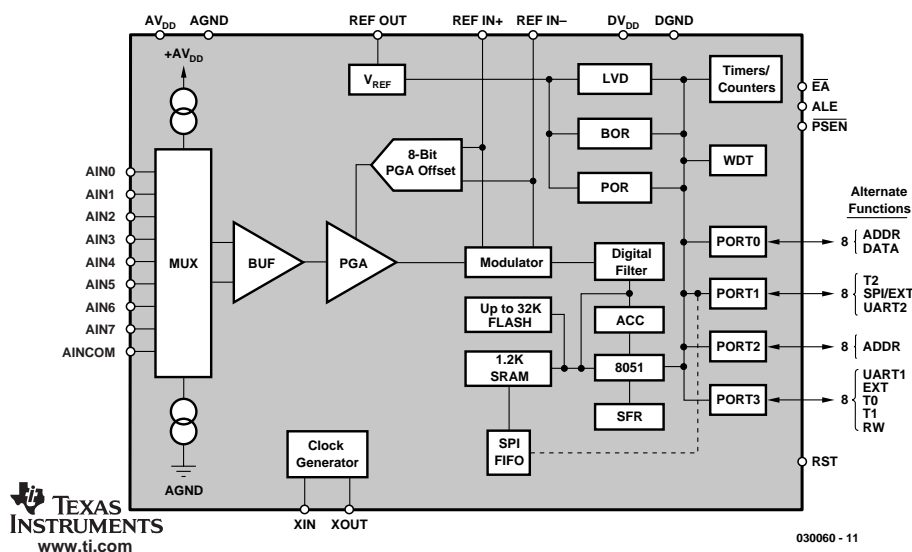 AVDD AGND REF OUT REF IN+ REF IN– DVDD DGND
+AVDD
VREF
LVD
Timers/
Counters
EA
ALE
PSEN
8-Bit
PGA Offset
BOR
WDT
POR
AIN0
AIN1
AIN2
AIN3
AIN4
AIN5
AIN6
AIN7
AINCOM
MUX
BUF
PGA
Modulator
Digital
Filter
Alternate
Functions
PORT0
8
ADDR
DATA
PORT1
8
T2
SPI/EXT
UART2
PORT2
8
ADDR
PORT3
8
UART1
EXT
T0
T1
RW
Up to 32K
FLASH
ACC
1.2K
SRAM
8051
SFR
SPI
FIFO
Clock
Generator
AGND
RST
XIN XOUT
ti
TEXAS
INSTRUMENTS
www.ti.com
030060 - 11